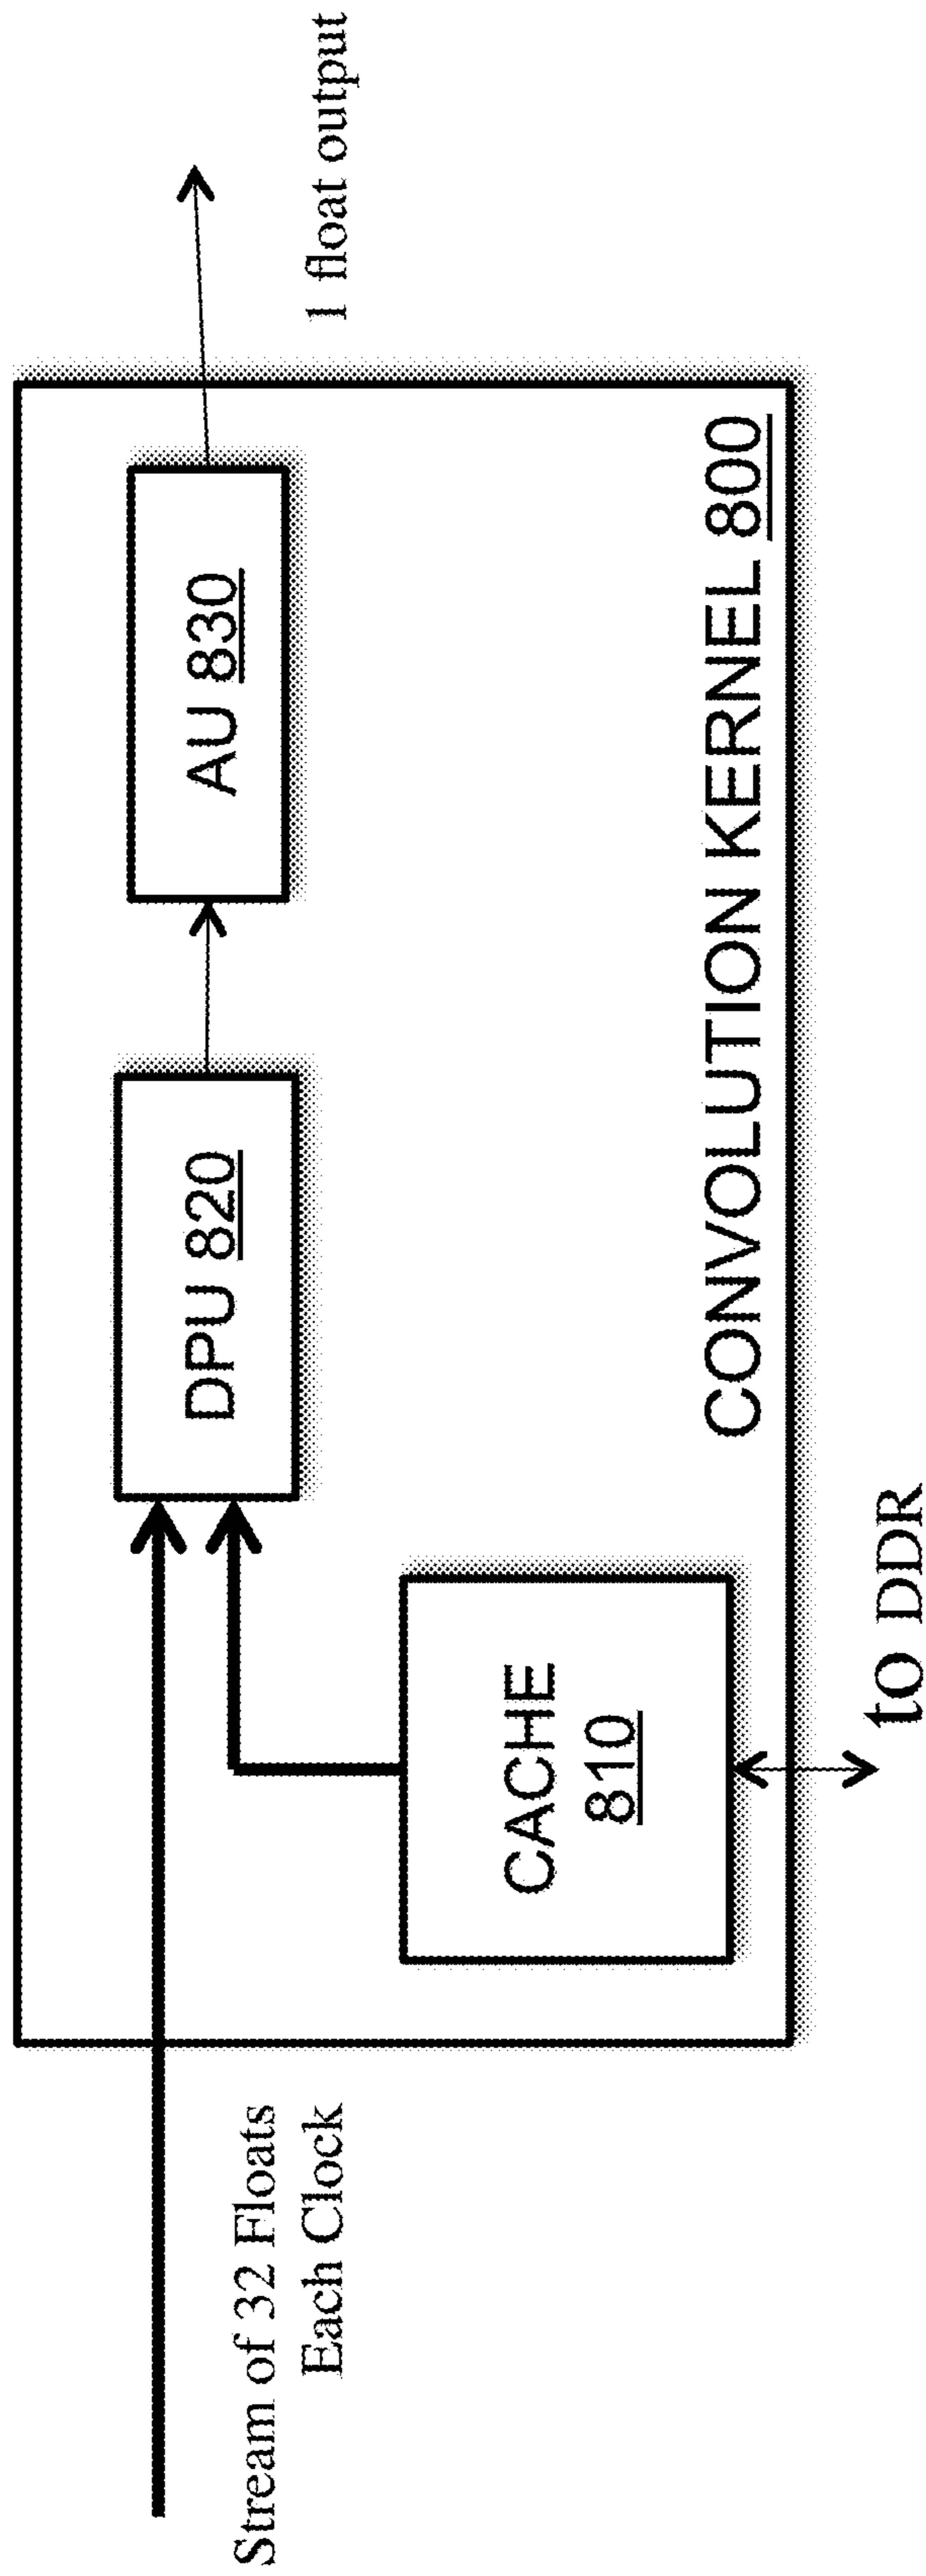 Stream of 32 Floats
Each Clock
DPU 820
AU 830
1 float output
CACHE
810
CONVOLUTION KERNEL 800
to DDR